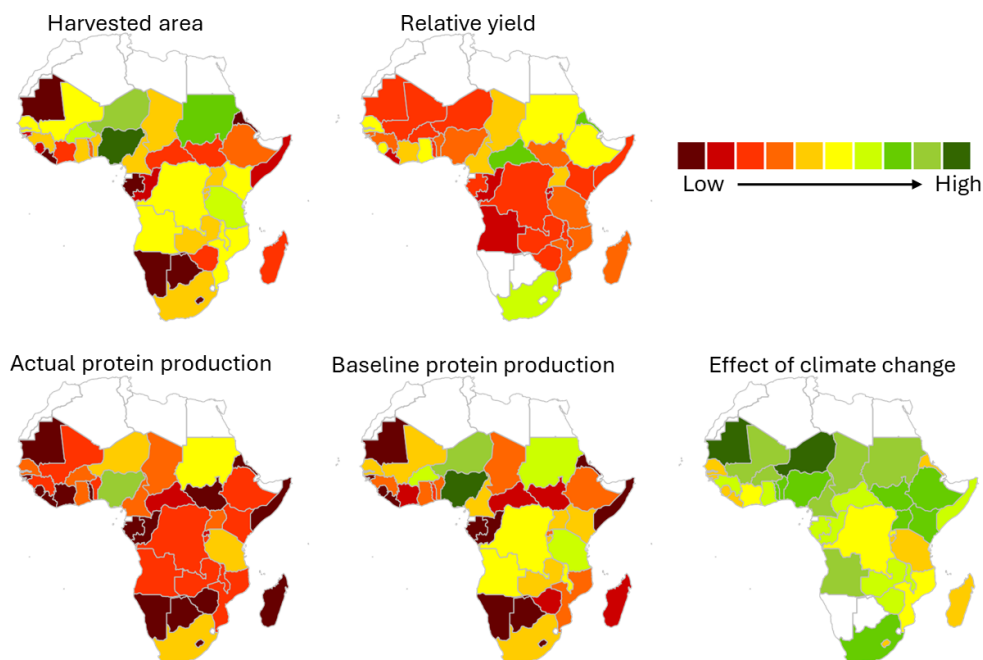 Harvested area
Relative yield
Low
High
Actual protein production
Baseline protein production
Effect of climate change